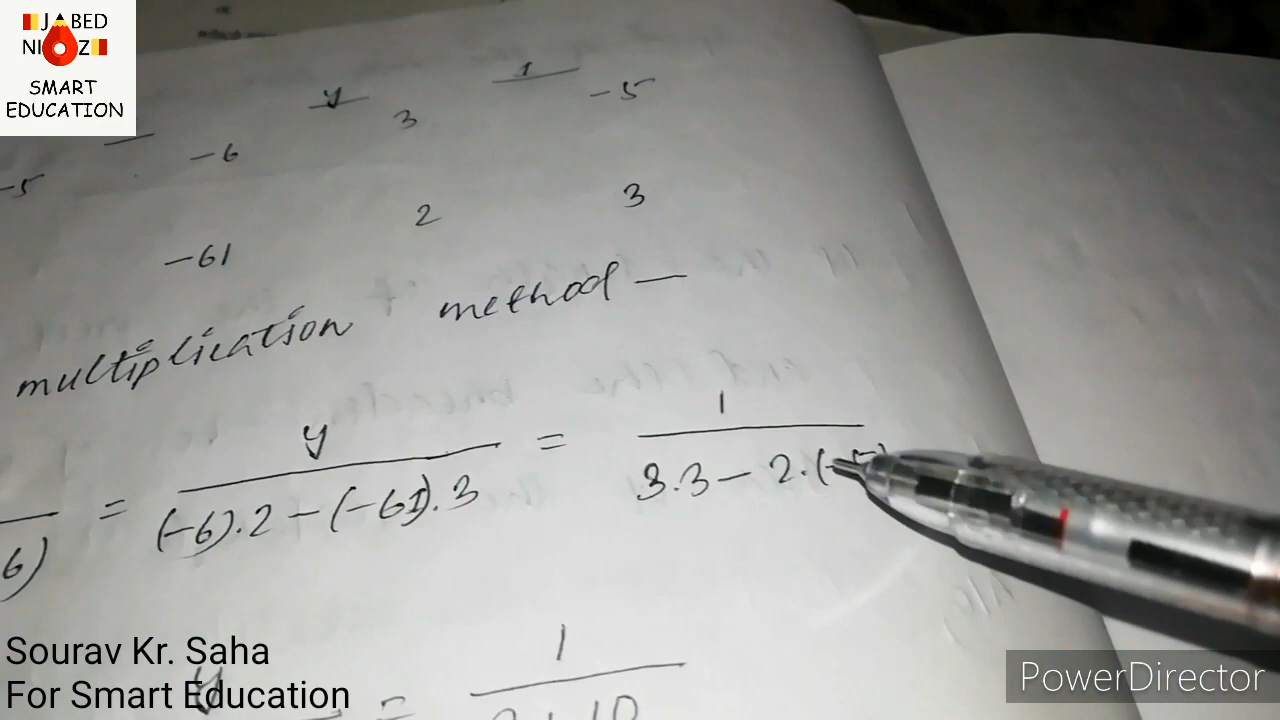 JABED
NIOZ
SMART
EDUCATION
y 1
-5 -6 3 -5
-61 2 3
multiplication method —
y 1
6) = (-6).2 - (-61).3 = 3.3 - 2.(-5)
y = 1
Sourav Kr. Saha
For Smart Education
PowerDirector